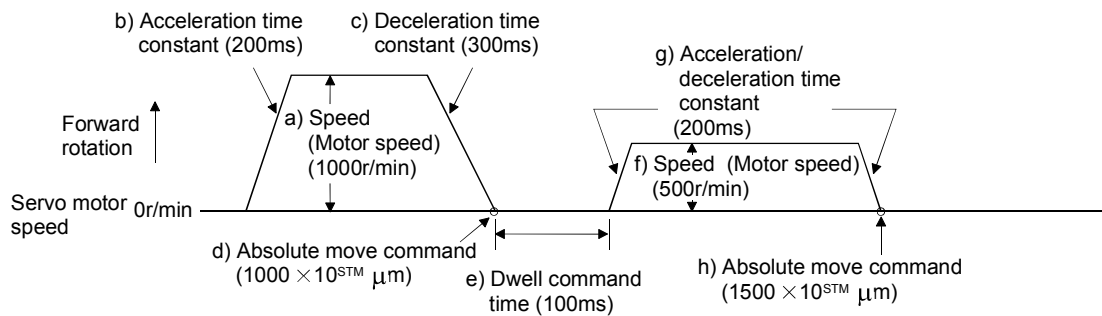 b) Acceleration time
constant (200ms)
c) Deceleration time
constant (300ms)
g) Acceleration/
deceleration time
constant
(200ms)
Forward
rotation
a) Speed
(Motor speed)
(1000r/min)
f) Speed (Motor speed)
(500r/min)
Servo motor
speed
0r/min
d) Absolute move command
(1000 ×10STM μm)
e) Dwell command
time (100ms)
h) Absolute move command
(1500 ×10STM μm)